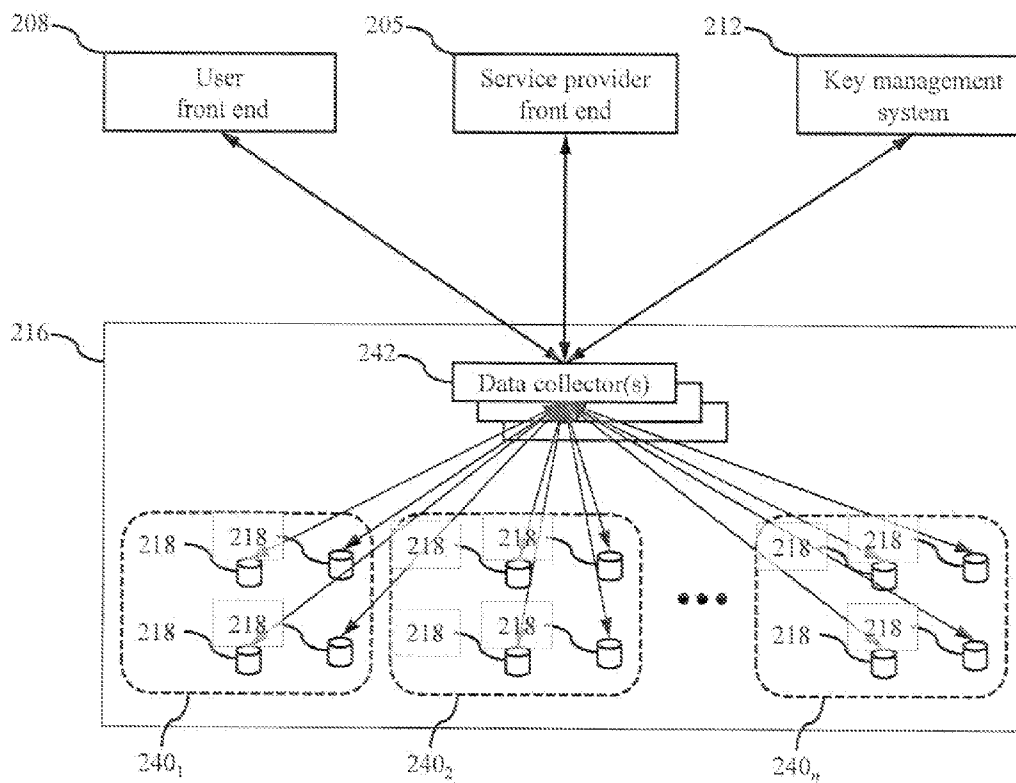 208
205
212
User
front end
Service provider
front end
Key management
system
216
242
Data collector(s)
218 218 218 218 218 218
218 218 218 218 218 218
240₁ 240₂ 240ₙ